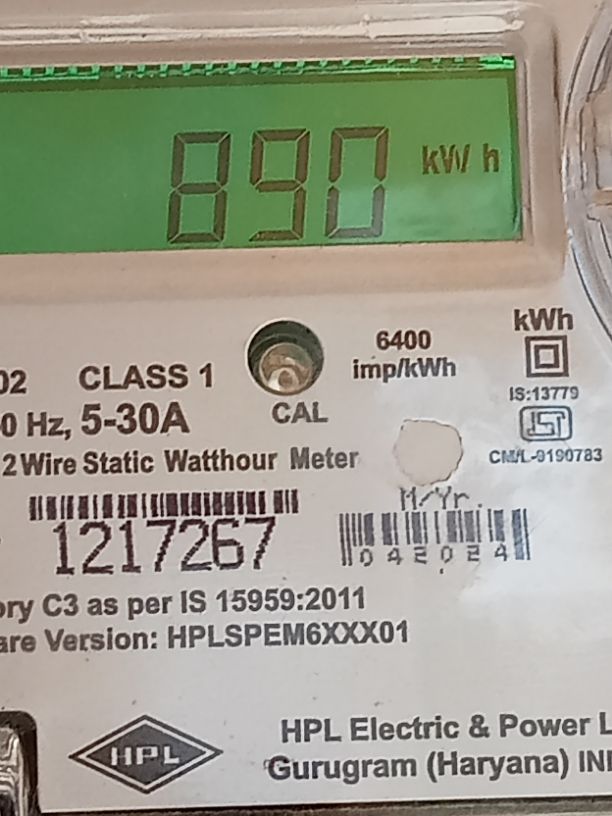 890 kWh
kWh
6400
imp/kWh
02 CLASS 1
CAL
IS:13779
0 Hz, 5-30A
ISI
CM/L-9190783
2 Wire Static Watthour Meter
M/Yr.
1217267
042024
ory C3 as per IS 15959:2011
are Version: HPLSPEM6XXX01
HPL
HPL Electric & Power L
Gurugram (Haryana) INI